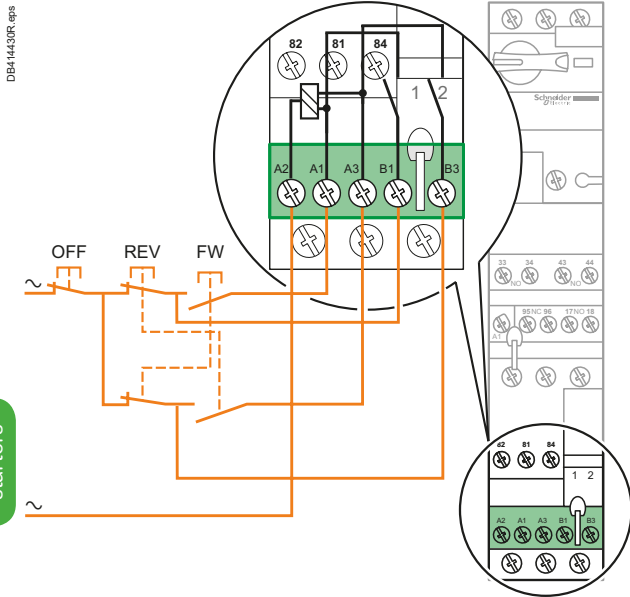 DB414430R.eps
82 81 84
1 2
A2 A1 A3 B1 B3
OFF REV FW
~
~
Schneider
Electric
33 34 43 44
NO NO
95 NC 96 17 NO 18
A1
82 81 84
1 2
A2 A1 A3 B1 B3